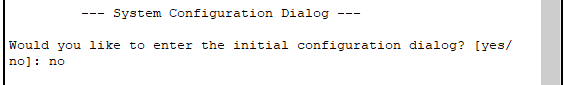 --- System Configuration Dialog ---
Would you like to enter the initial configuration dialog? [yes/
no]: no